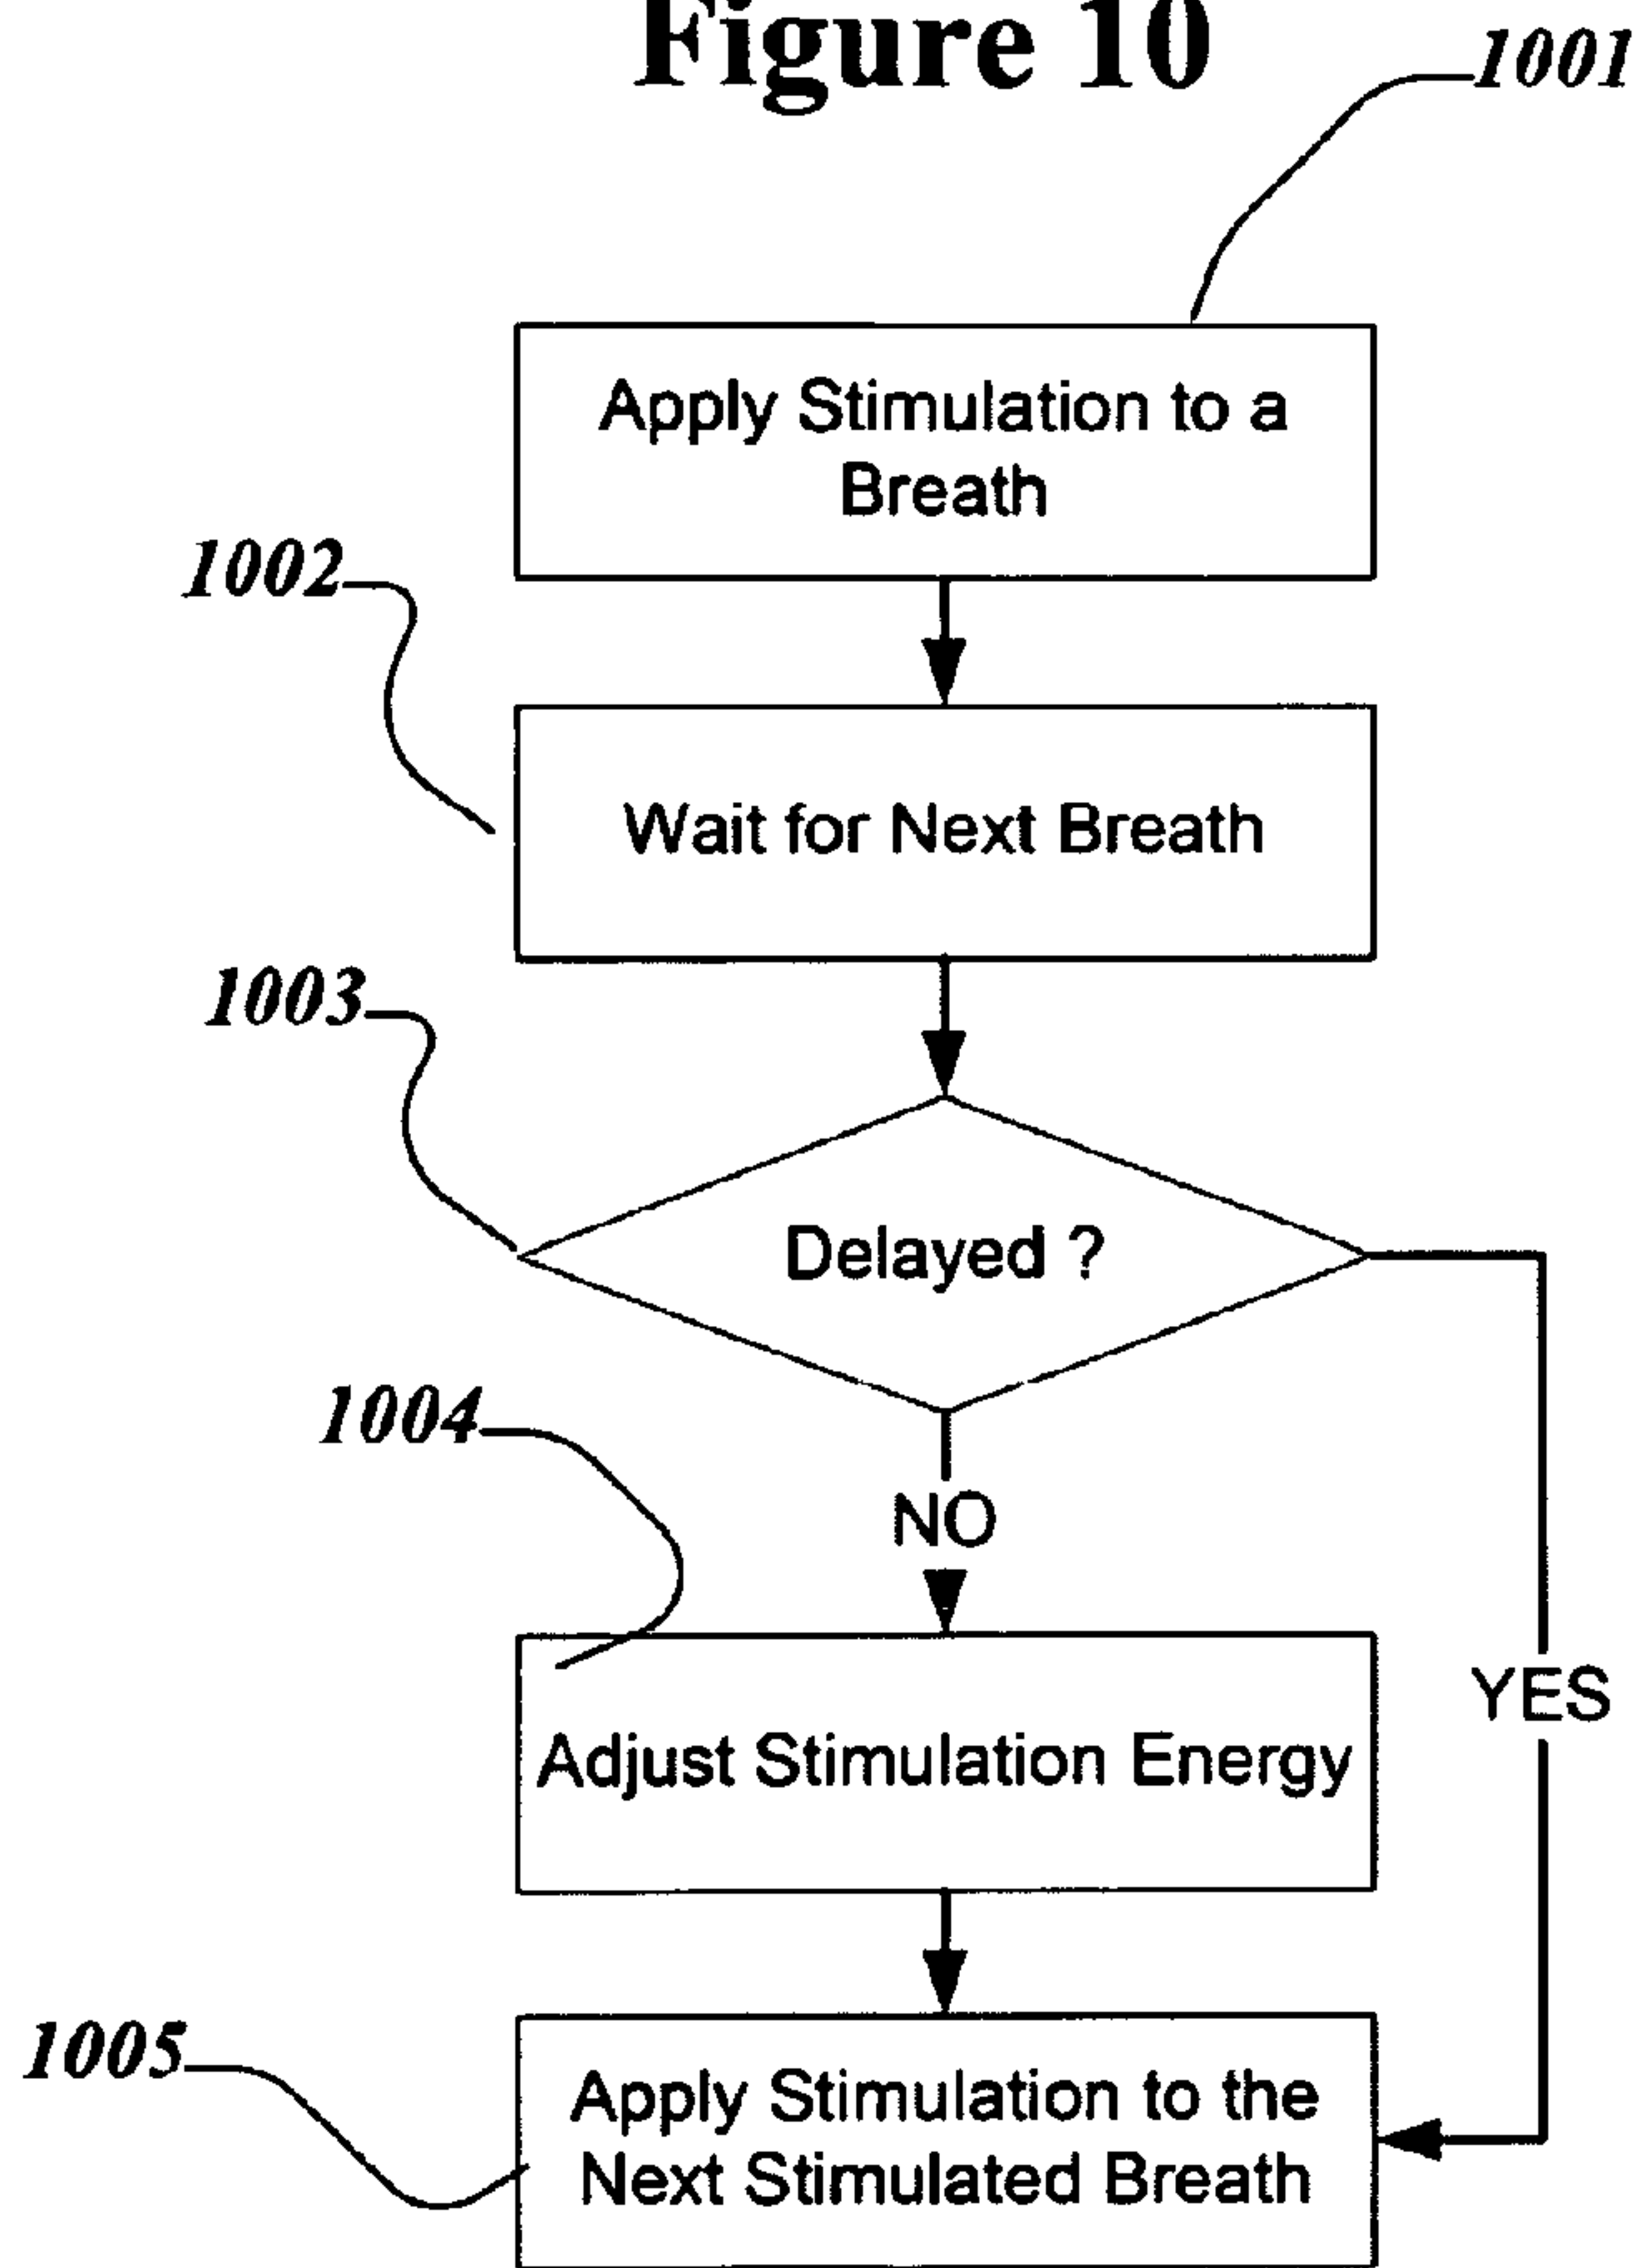 Figure 10
1001
Apply Stimulation to a
Breath
1002
Wait for Next Breath
1003
Delayed ?
1004
NO
YES
Adjust Stimulation Energy
1005
Apply Stimulation to the
Next Stimulated Breath